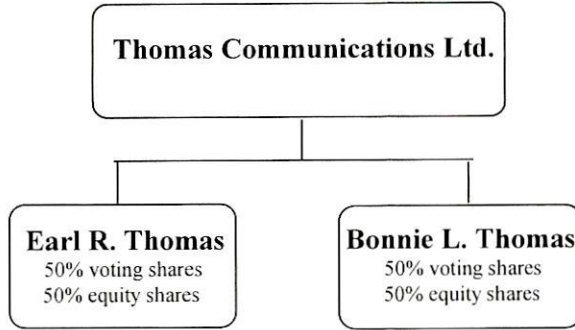 Thomas Communications Ltd.
Earl R. Thomas
50% voting shares
50% equity shares
Bonnie L. Thomas
50% voting shares
50% equity shares